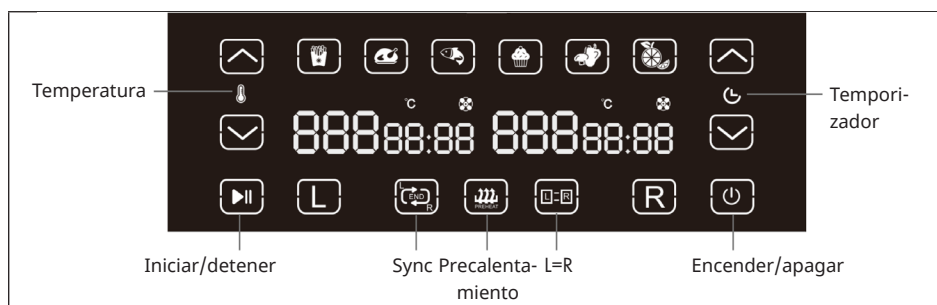 °C °C
Temperatura
Tempori-
zador
888 88:88 888 88:88
L
L END R
PREHEAT
L=R
R
Iniciar/detener
Sync
Precalenta-
miento
L=R
Encender/apagar